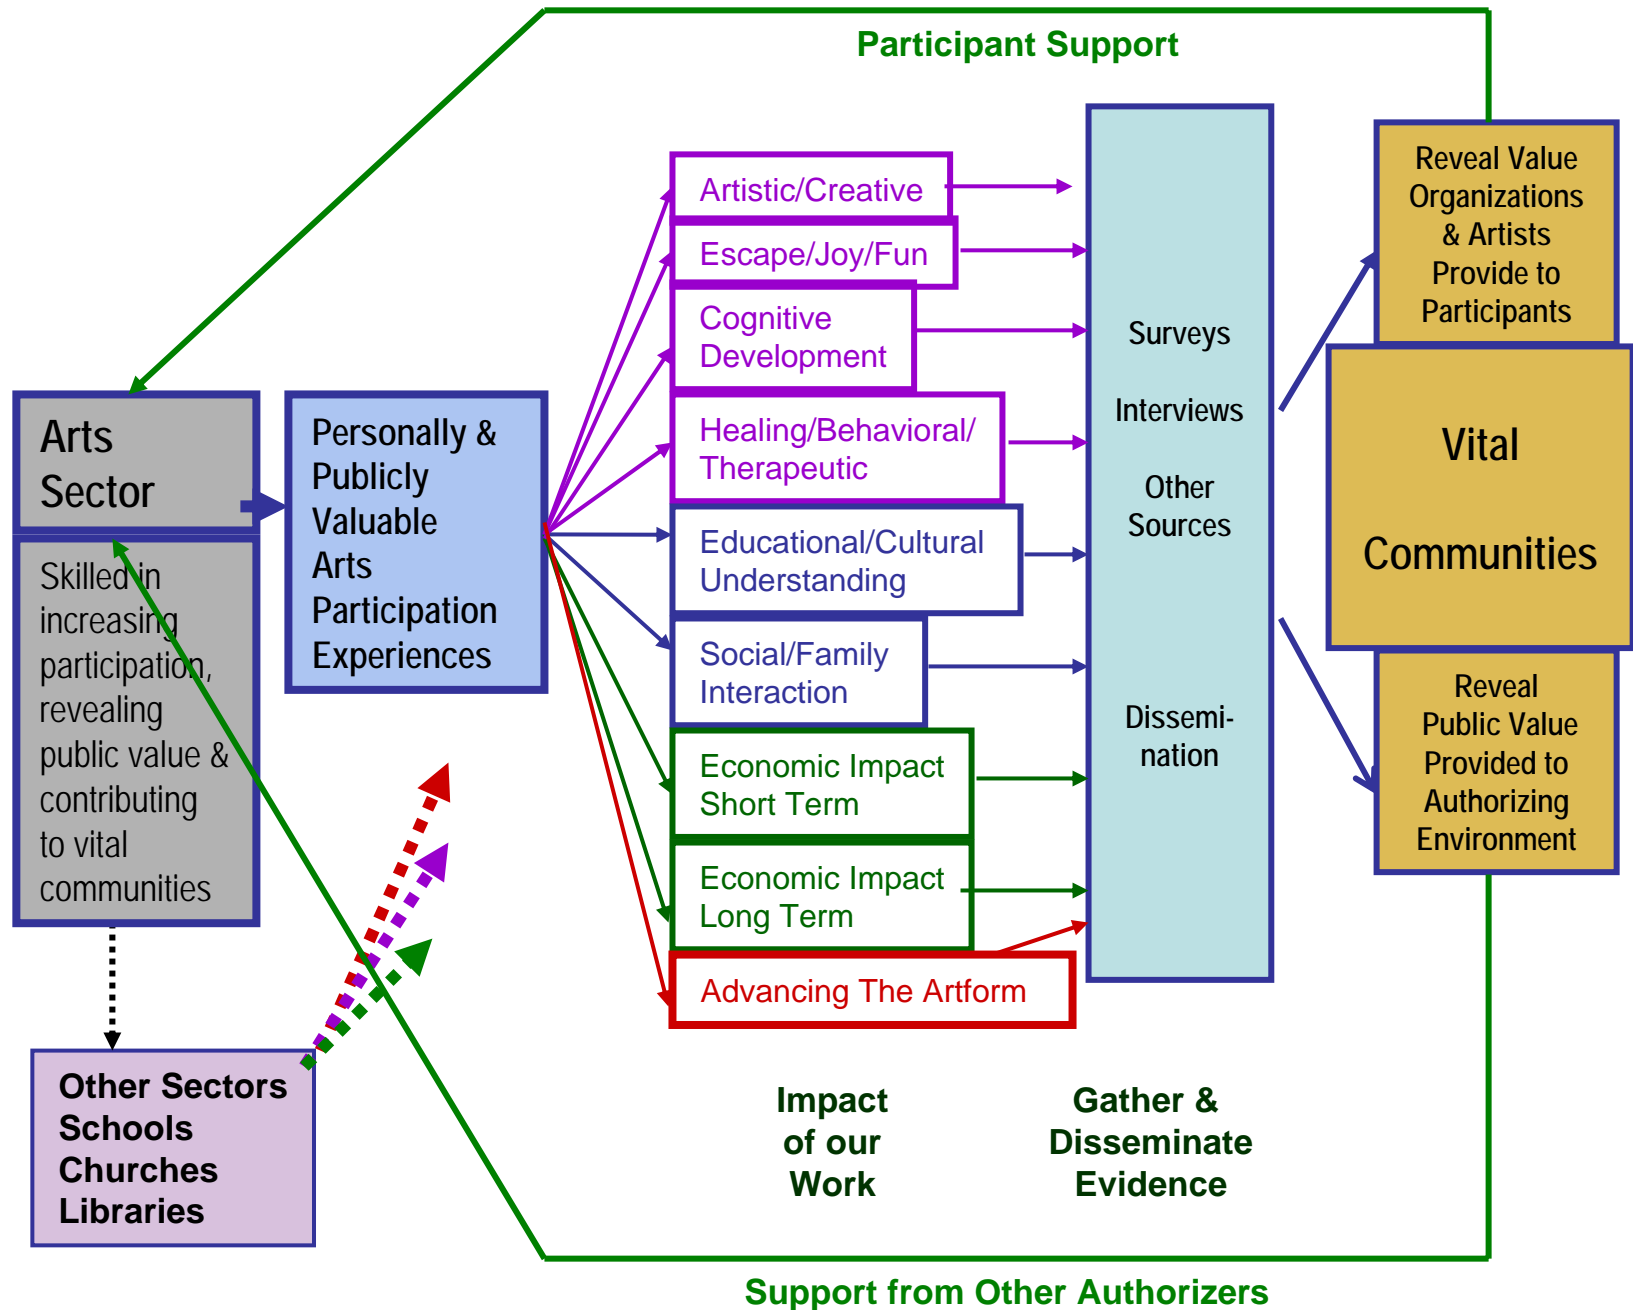 Participant Support
Arts
Sector
Skilled in
increasing
participation,
revealing
public value &
contributing
to vital
communities
Other Sectors
Schools
Churches
Libraries
Personally &
Publicly
Valuable
Arts
Participation
Experiences
Artistic/Creative
Escape/Joy/Fun
Cognitive
Development
Healing/Behavioral/
Therapeutic
Educational/Cultural
Understanding
Social/Family
Interaction
Economic Impact
Short Term
Economic Impact
Long Term
Advancing The Artform
Impact
of our
Work
Surveys
Interviews
Other
Sources
Dissemi-
nation
Gather &
Disseminate
Evidence
Reveal Value
Organizations
& Artists
Provide to
Participants
Vital
Communities
Reveal
Public Value
Provided to
Authorizing
Environment
Support from Other Authorizers